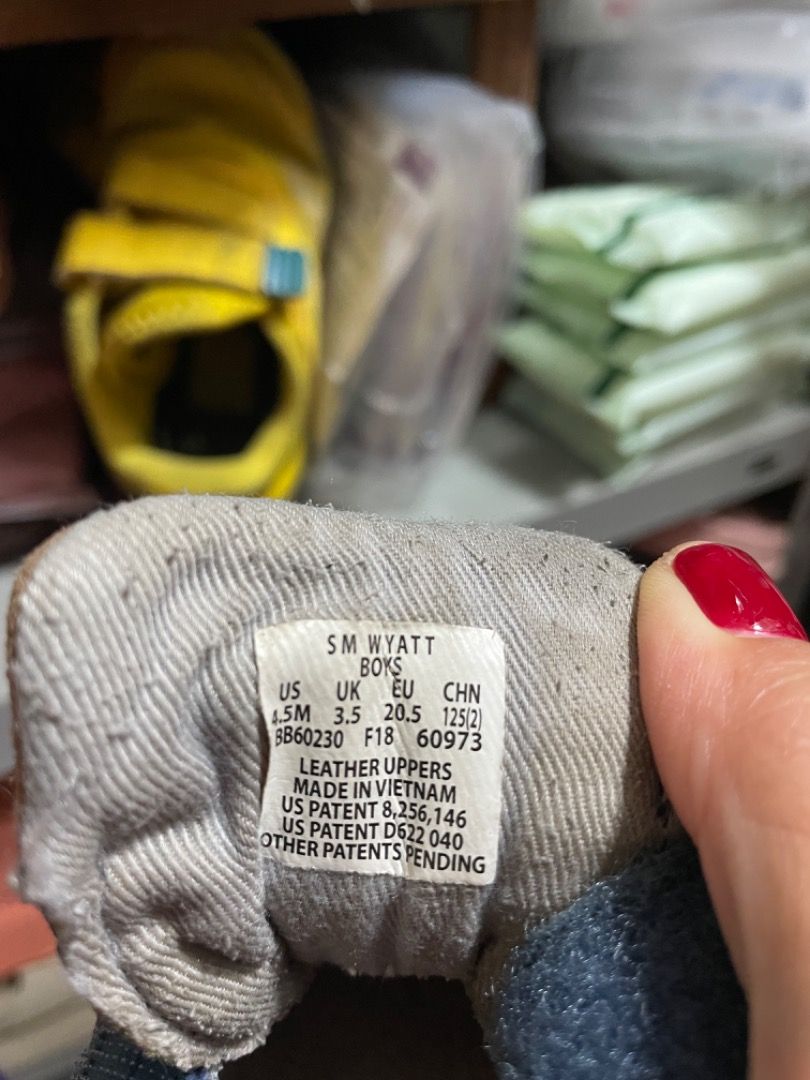 SM WYATT
BOYS
US UK EU CHN
4.5M 3.5 20.5 125(2)
BB60230 F18 60973
LEATHER UPPERS
MADE IN VIETNAM
US PATENT 8,256,146
US PATENT D622 040
OTHER PATENTS PENDING